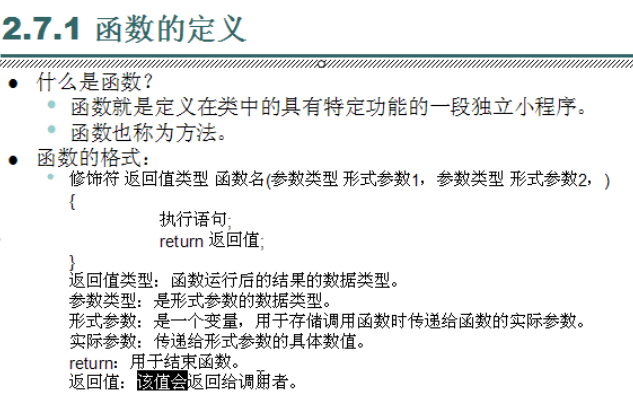 2.7.1 函数的定义
什么是函数？
函数就是定义在类中的具有特定功能的一段独立小程序。
函数也称为方法。
函数的格式：
修饰符 返回值类型 函数名(参数类型 形式参数1，参数类型 形式参数2， )
{
执行语句;
return 返回值;
}
返回值类型：函数运行后的结果的数据类型。
参数类型：是形式参数的数据类型。
形式参数：是一个变量，用于存储调用函数时传递给函数的实际参数。
实际参数：传递给形式参数的具体数值。
return：用于结束函数。
返回值：该值会返回给调用者。